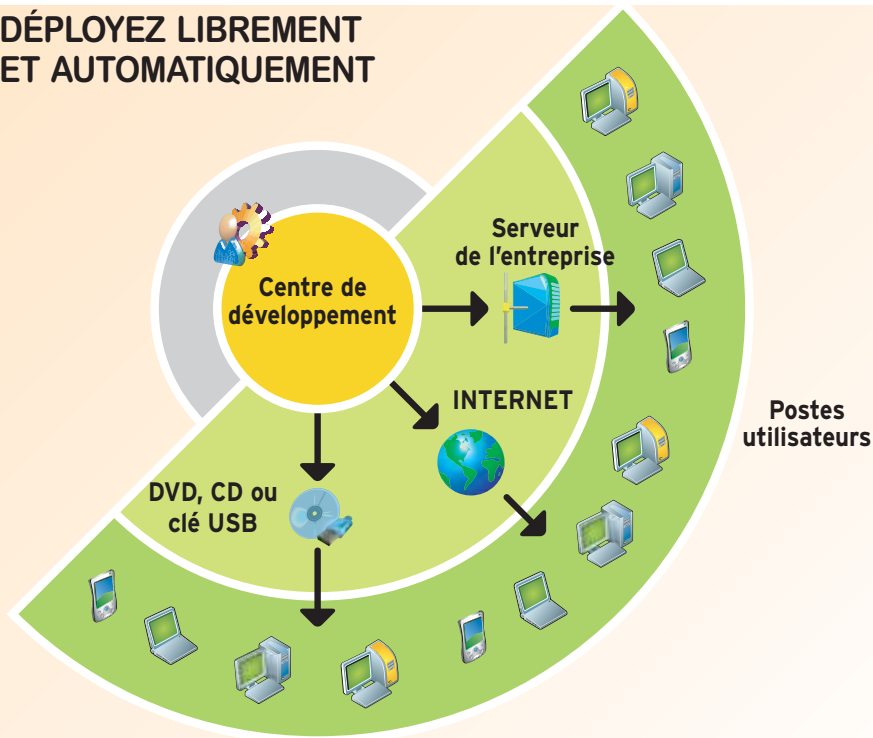 DÉPLOYEZ LIBREMENT
ET AUTOMATIQUEMENT
Serveur
de l'entreprise
Centre de
développement
INTERNET
Postes
utilisateurs
DVD, CD ou
clé USB